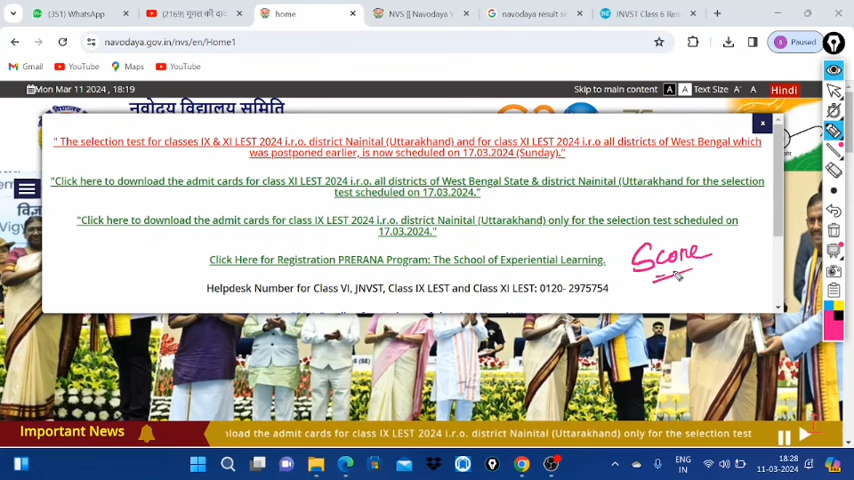 (351) WhatsApp
(2169) मूगल की दा
home
NVS || Navodaya V
navodaya result se
JNVST Class 6 Res
navodaya.gov.in/nvs/en/Home1
Paused
Gmail
YouTube
Maps
YouTube
Mon Mar 11 2024 , 18:19
Skip to main content
A
A
Text Size
A+
A-
Hindi
नवोदय विद्यालय समिति
x
" The selection test for classes IX & XI LEST 2024 i.r.o. district Nainital (Uttarakhand) and for class XI LEST 2024 i.r.o all districts of West Bengal which
was postponed earlier, is now scheduled on 17.03.2024 (Sunday)."
"Click here to download the admit cards for class XI LEST 2024 i.r.o. all districts of West Bengal State & district Nainital (Uttarakhand for the selection
test scheduled on 17.03.2024."
"Click here to download the admit cards for class IX LEST 2024 i.r.o. district Nainital (Uttarakhand) only for the selection test scheduled on
17.03.2024."
Click Here for Registration PRERANA Program: The School of Experiential Learning.
Score
Helpdesk Number for Class VI, JNVST, Class IX LEST and Class XI LEST: 0120- 2975754
Important News
nload the admit cards for class IX LEST 2024 i.r.o. district Nainital (Uttarakhand) only for the selection test
ENG
IN
18:28
11-03-2024